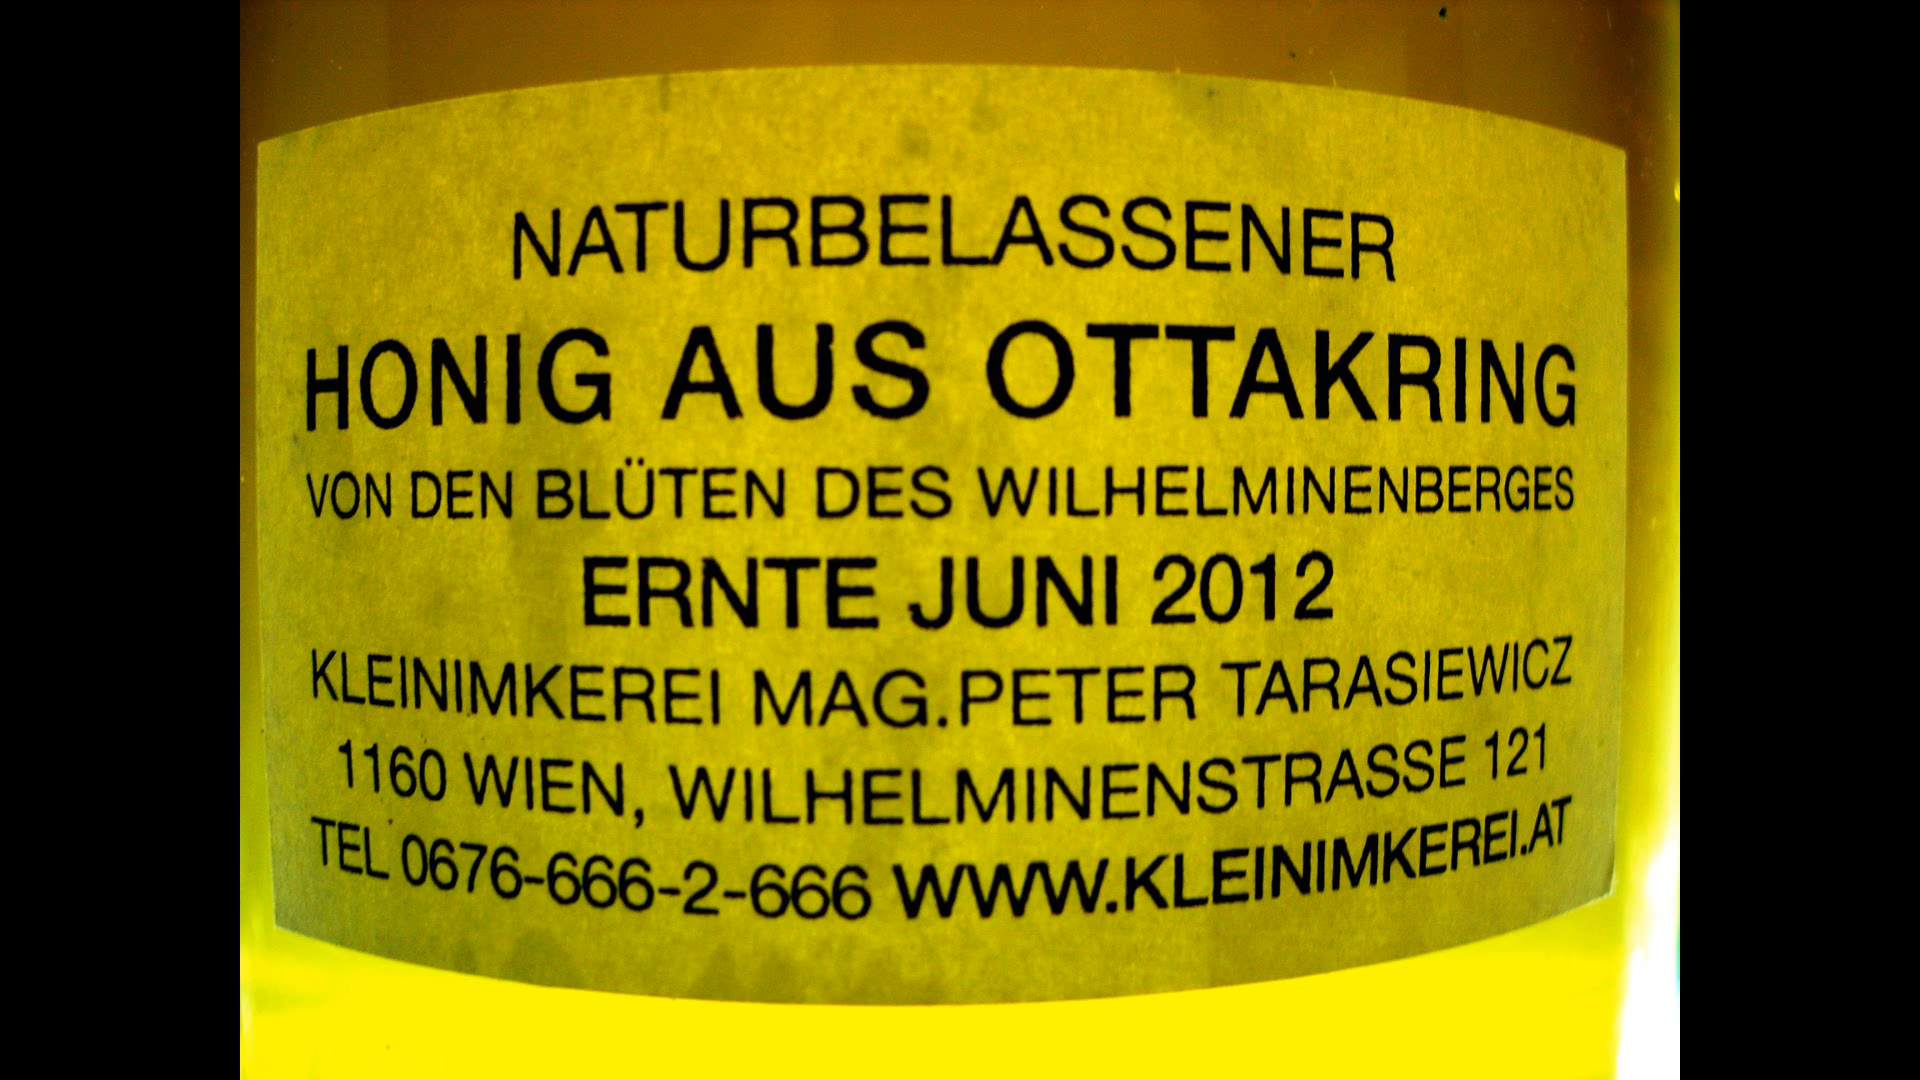 NATURBELASSENER
HONIG AUS OTTAKRING
VON DEN BLÜTEN DES WILHELMINENBERGES
ERNTE JUNI 2012
KLEINIMKEREI MAG.PETER TARASIEWICZ
1160 WIEN, WILHELMINENSTRASSE 121
TEL 0676-666-2-666 WWW.KLEINIMKEREI.AT